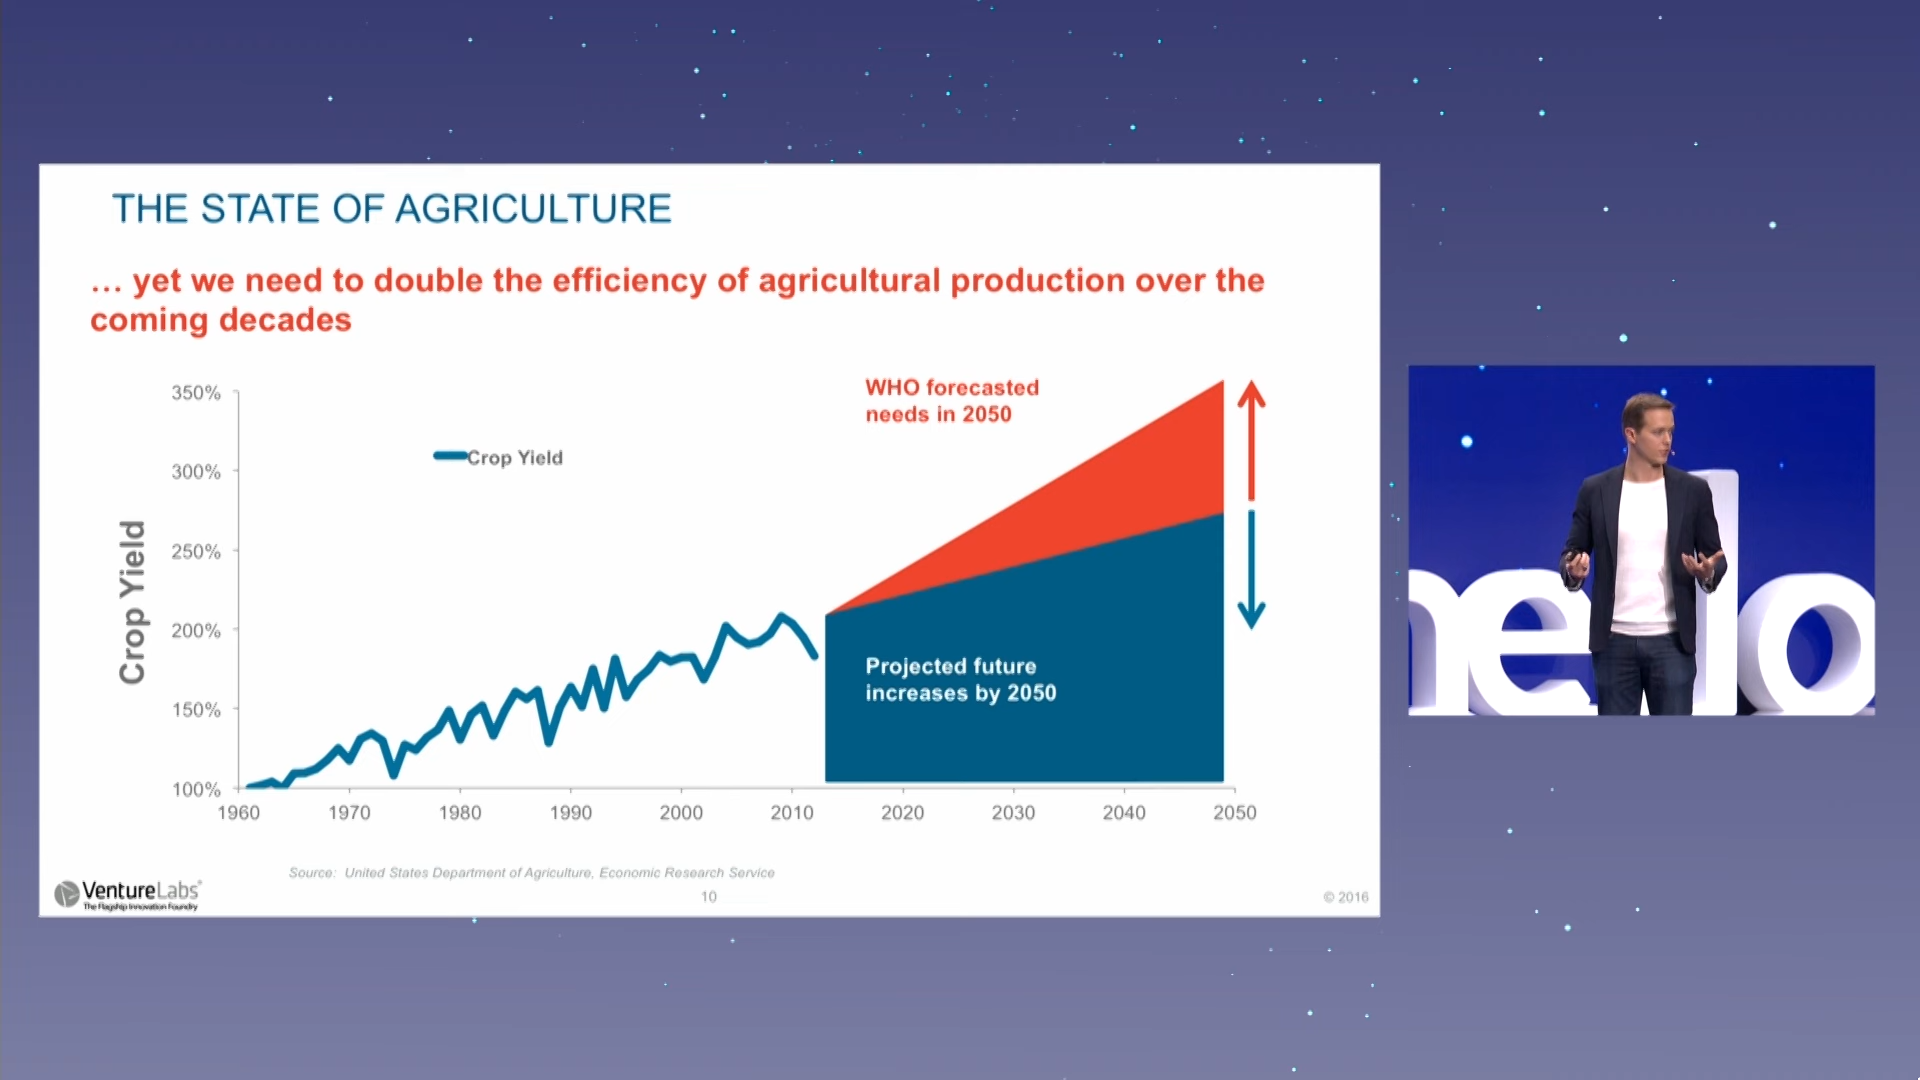 THE STATE OF AGRICULTURE
… yet we need to double the efficiency of agricultural production over the
coming decades
350%
300%
250%
200%
150%
100%
Crop Yield
Crop Yield
WHO forecasted
needs in 2050
Projected future
increases by 2050
1960 1970 1980 1990 2000 2010 2020 2030 2040 2050
Source: United States Department of Agriculture, Economic Research Service
VentureLabs
The Flagship Innovation Foundry
10
© 2016
hello